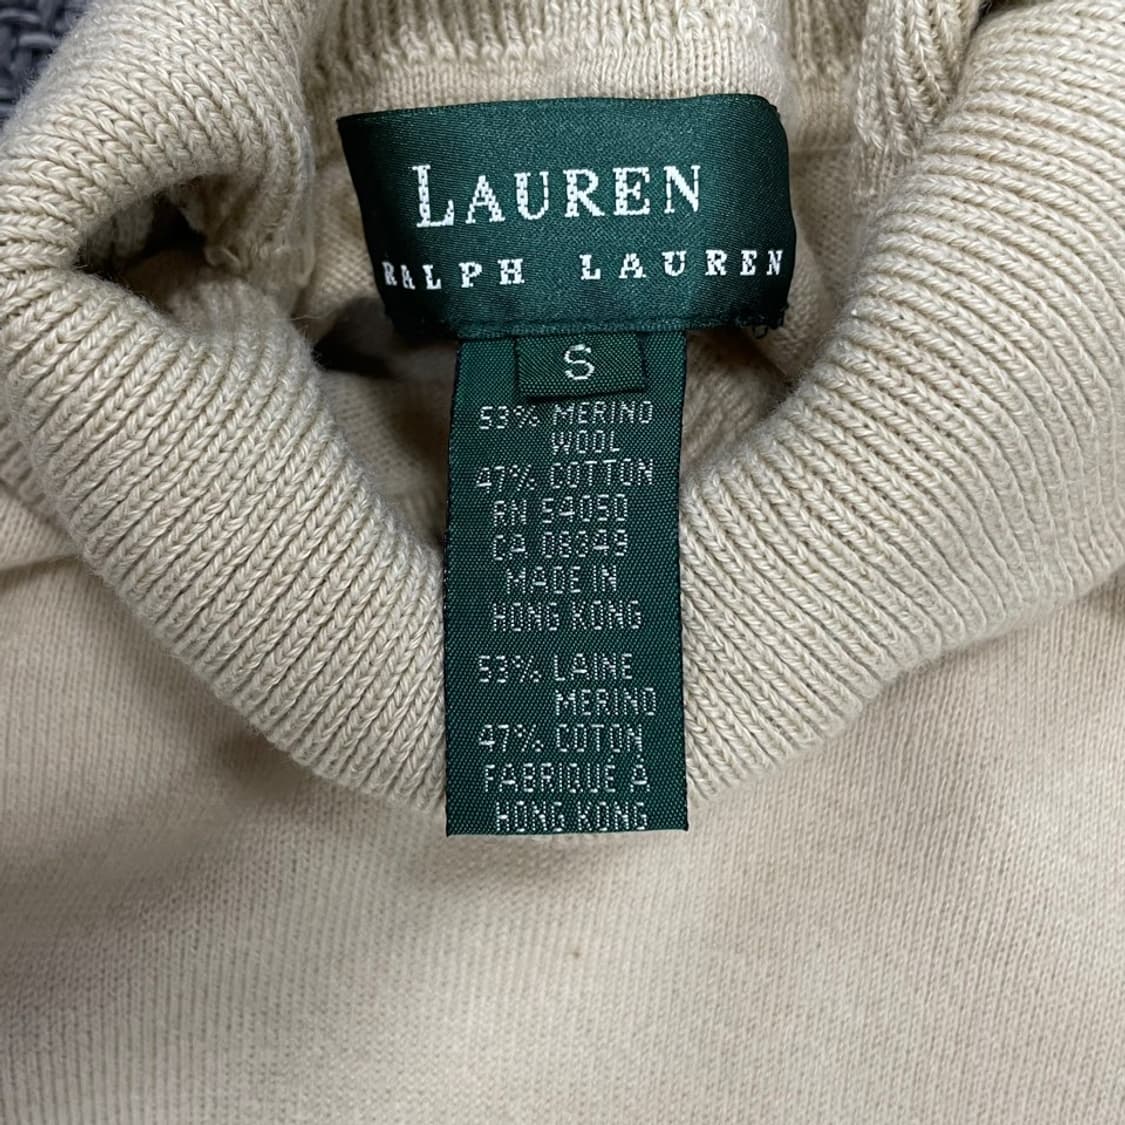 LAUREN
RALPH LAUREN
S
53% MERINO
WOOL
47% COTTON
RN 54050
CA 08349
MADE IN
HONG KONG
53% LAINE
MERINO
47% COTON
FABRIQUÉ À
HONG KONG